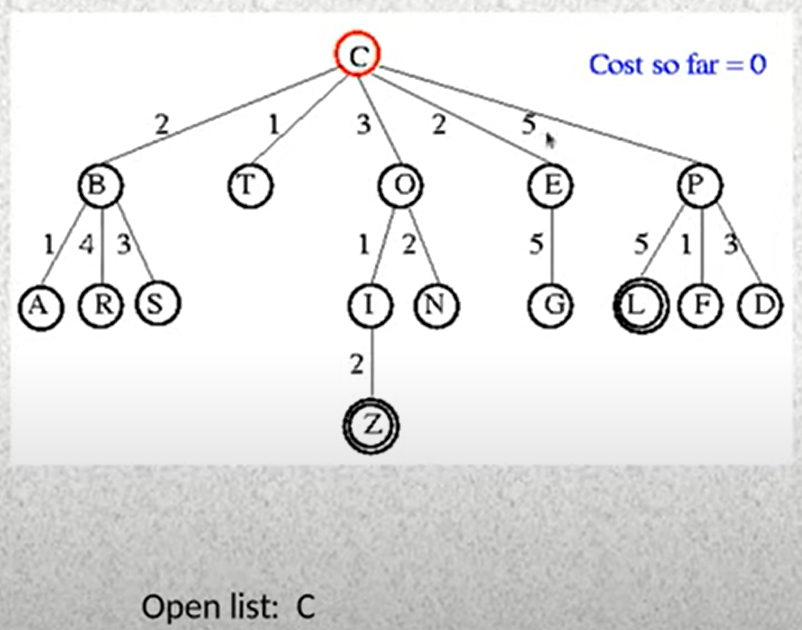 C
Cost so far = 0
2 1 3 2 5
B T O E P
1 4 3 1 2 5 5 1 3
A R S I N G L F D
2
Z
Open list: C